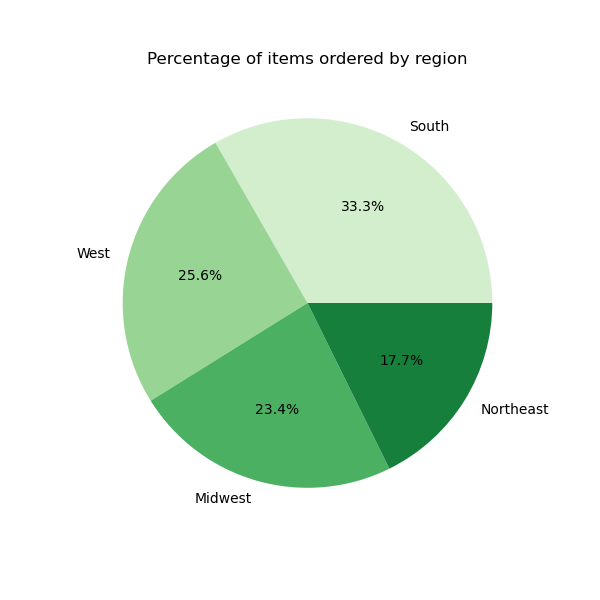 Percentage of items ordered by region
South
33.3%
West
25.6%
17.7%
23.4%
Northeast
Midwest